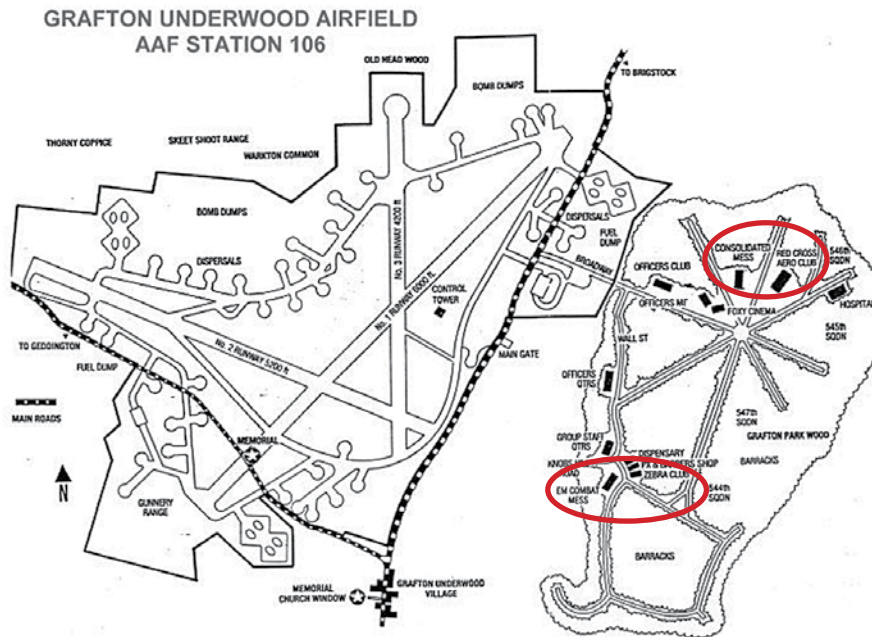 GRAFTON UNDERWOOD AIRFIELD
AAF STATION 106
OLD HEAD WOOD
TO BRIGSTOCK
BOMB DUMPS
THORNY COPPICE
SKEET SHOOT RANGE
WARKTON COMMON
BOMB DUMPS
DISPERSALS
No. 3 RUNWAY 4200 ft
No. 1 RUNWAY 6000 ft
No. 2 RUNWAY 5200 ft
CONTROL
TOWER
DISPERSALS
FUEL
DUMP
BROADWAY
MAIN GATE
TO GEDDINGTON
FUEL DUMP
MAIN ROADS
MEMORIAL
N
GUNNERY
RANGE
MEMORIAL
CHURCH WINDOW
GRAFTON UNDERWOOD
VILLAGE
CONSOLIDATED
MESS
RED CROSS
AERO CLUB
546th
SQDN
OFFICERS CLUB
OFFICERS
FOXY CINEMA
HOSPITAL
545th
SQDN
WALL ST
OFFICERS
QTRS
547th
SQDN
GRAFTON PARK WOOD
BARRACKS
GROUP STAFF
QTRS
DISPENSARY
PX & SHOP
ZEBRA CLUB
EM COMBAT
MESS
544th
SQDN
BARRACKS